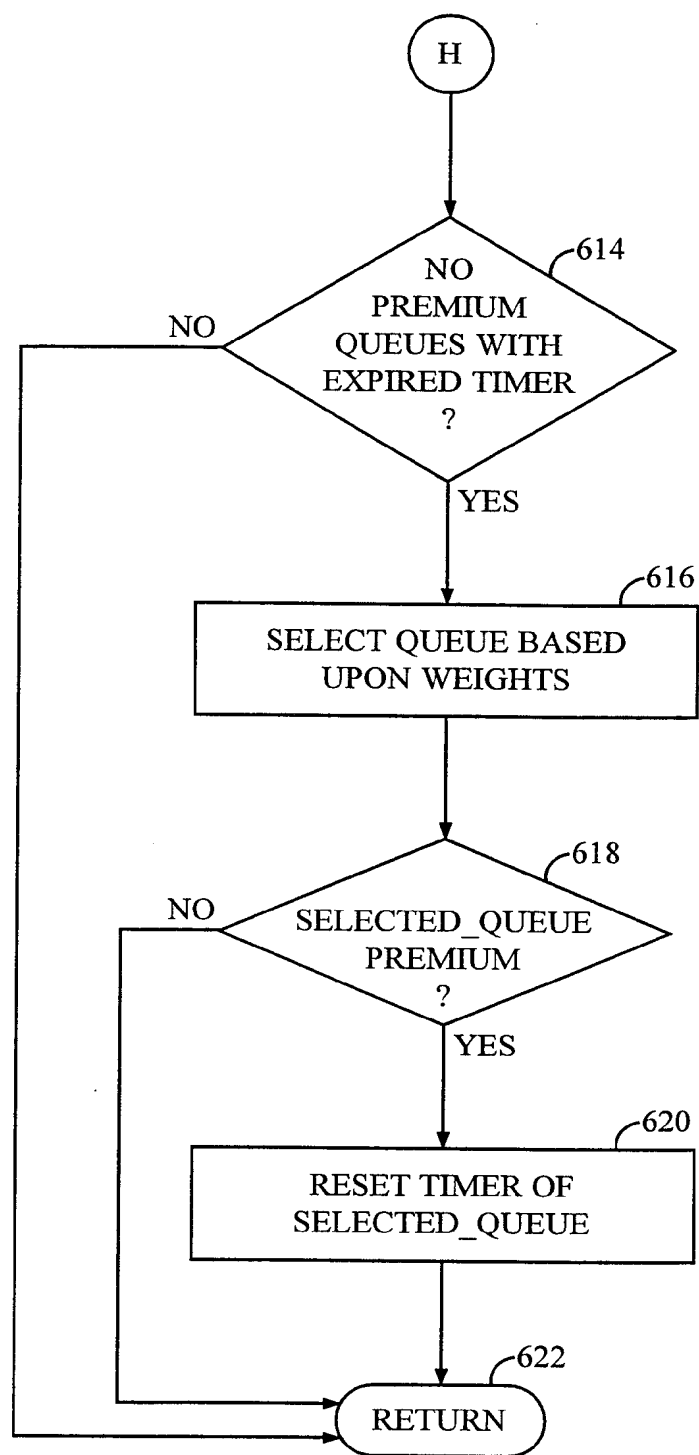 H
614
NO
PREMIUM
QUEUES WITH
EXPIRED TIMER
?
NO
YES
616
SELECT QUEUE BASED
UPON WEIGHTS
618
NO
SELECTED_QUEUE
PREMIUM
?
YES
620
RESET TIMER OF
SELECTED_QUEUE
622
RETURN